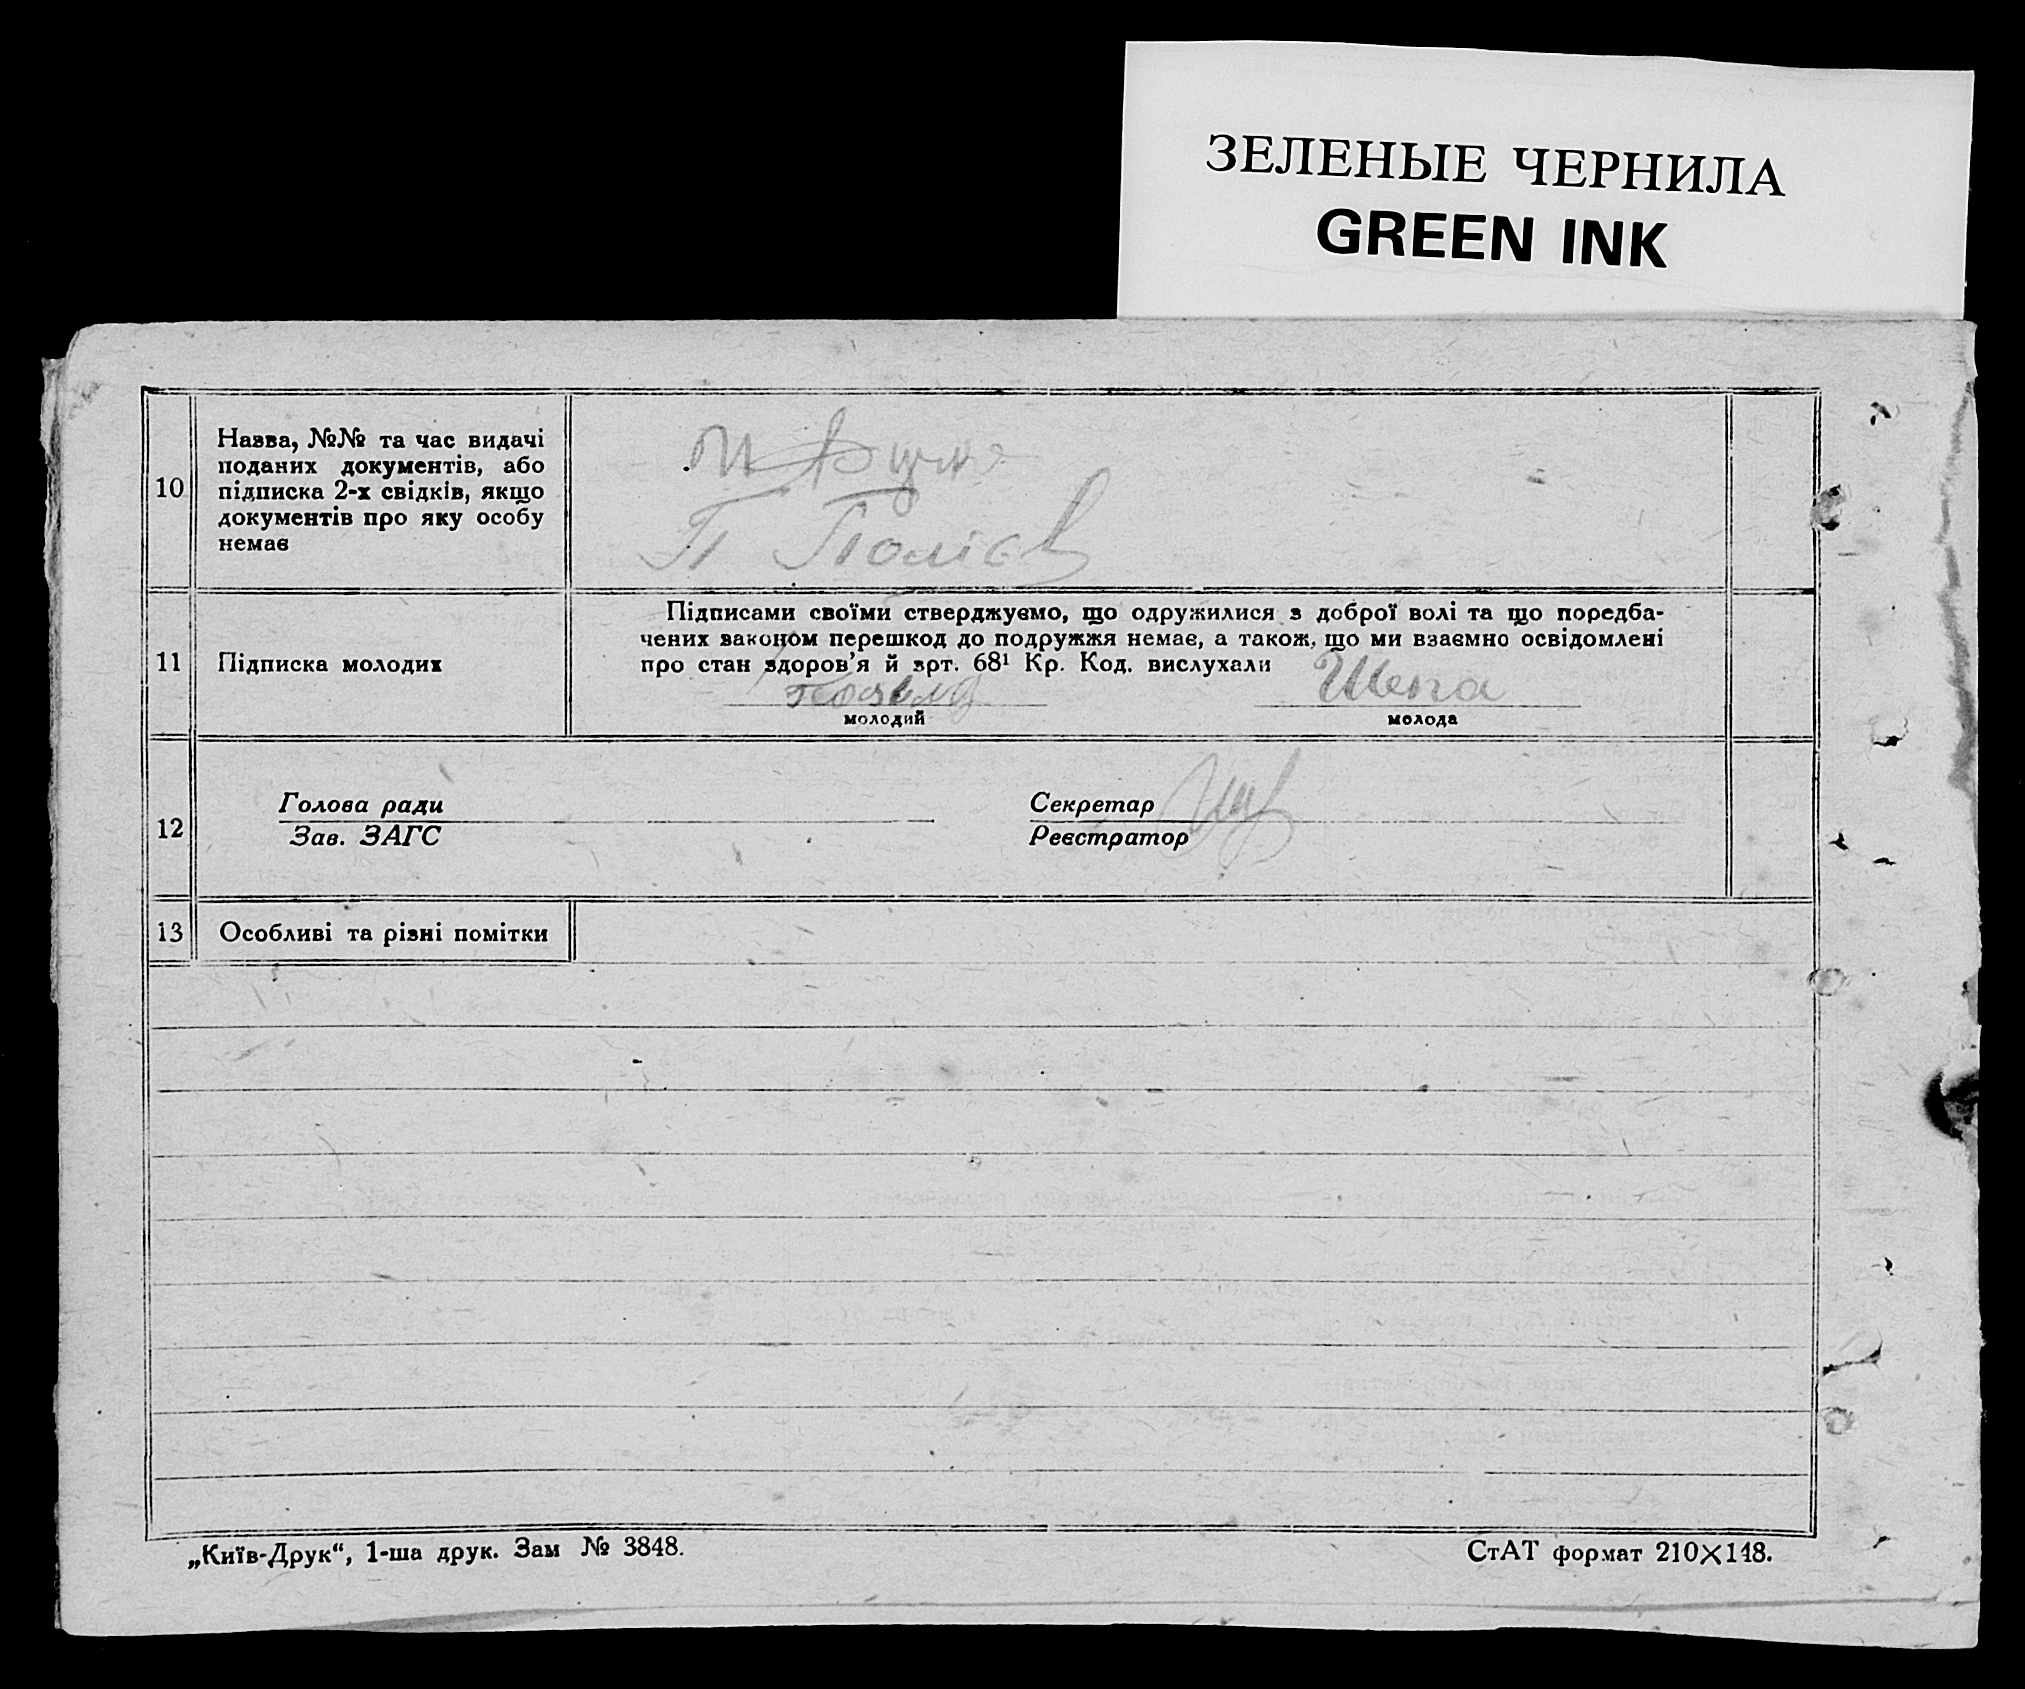 ЗЕЛЕНЫЕ ЧЕРНИЛА
GREEN INK
10
Назва, №№ та час видачі
поданих документів, або
підписка 2-х свідків, якщо
документів про яку особу
немає
П Полієв
11
Підписка молодих
Підписами своїми стверджуємо, що одружилися з доброї волі та що поредба-
чених законом перешкод до подружжя немає, а також, що ми взаємно освідомлені
про стан здоров'я й врт. 68¹ Кр. Код. вислухали
Шепа
молодий
молода
12
Голова ради
Зав. ЗАГС
Секретар
Реєстратор
13
Особливі та різні помітки
„Київ-Друк“, 1-ша друк. Зам № 3848.
СтАТ формат 210×148.